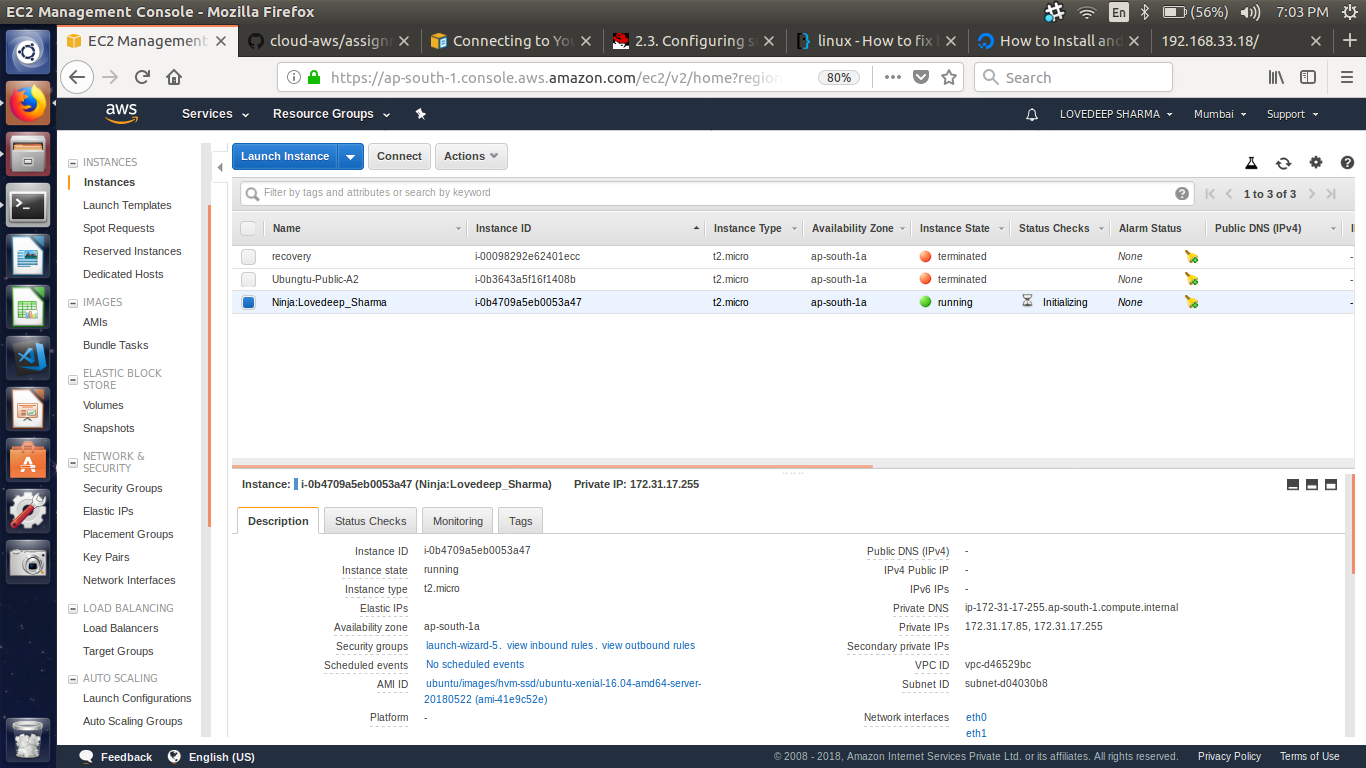 EC2 Management Console - Mozilla Firefox
En (56%) 7:03 PM
EC2 Management
cloud-aws/assign
Connecting to You
2.3. Configuring s
linux - How to fix
How to Install and
192.168.33.18/
https://ap-south-1.console.aws.amazon.com/ec2/v2/home?region
80%
Search
aws
Services
Resource Groups
LOVEDEEP SHARMA
Mumbai
Support
INSTANCES
Instances
Launch Templates
Spot Requests
Reserved Instances
Dedicated Hosts
IMAGES
AMIs
Bundle Tasks
ELASTIC BLOCK
STORE
Volumes
Snapshots
NETWORK &
SECURITY
Security Groups
Elastic IPs
Placement Groups
Key Pairs
Network Interfaces
LOAD BALANCING
Load Balancers
Target Groups
AUTO SCALING
Launch Configurations
Auto Scaling Groups
Launch Instance
Connect
Actions
Filter by tags and attributes or search by keyword
1 to 3 of 3
Name Instance ID Instance Type Availability Zone Instance State Status Checks Alarm Status Public DNS (IPv4)
recovery i-00098292e62401ecc t2.micro ap-south-1a terminated None -
Ubungtu-Public-A2 i-0b3643a5f16f1408b t2.micro ap-south-1a terminated None -
Ninja:Lovedeep_Sharma i-0b4709a5eb0053a47 t2.micro ap-south-1a running Initializing None -
Instance: i-0b4709a5eb0053a47 (Ninja:Lovedeep_Sharma) Private IP: 172.31.17.255
Description Status Checks Monitoring Tags
Instance ID i-0b4709a5eb0053a47
Instance state running
Instance type t2.micro
Elastic IPs
Availability zone ap-south-1a
Security groups launch-wizard-5. view inbound rules. view outbound rules
Scheduled events No scheduled events
AMI ID ubuntu/images/hvm-ssd/ubuntu-xenial-16.04-amd64-server-
20180522 (ami-41e9c52e)
Platform -
Public DNS (IPv4) -
IPv4 Public IP -
IPv6 IPs -
Private DNS ip-172-31-17-255.ap-south-1.compute.internal
Private IPs 172.31.17.85, 172.31.17.255
Secondary private IPs
VPC ID vpc-d46529bc
Subnet ID subnet-d04030b8
Network interfaces eth0
eth1
Feedback
English (US)
© 2008 - 2018, Amazon Internet Services Private Ltd. or its affiliates. All rights reserved.
Privacy Policy
Terms of Use